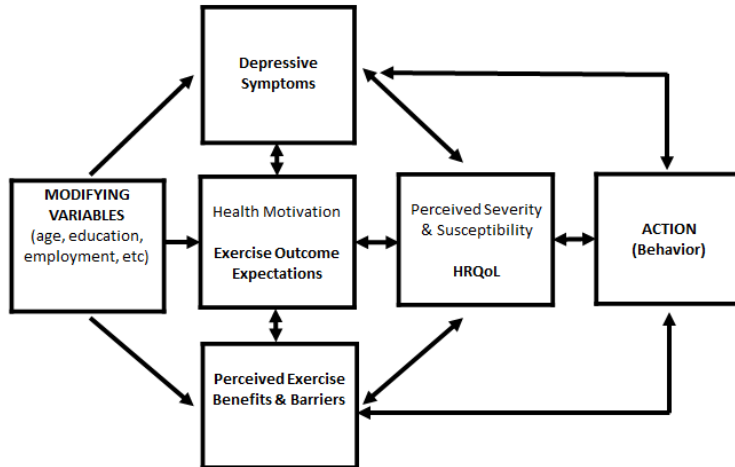 Depressive
Symptoms
MODIFYING
VARIABLES
(age, education,
employment, etc)
Health Motivation
Exercise Outcome
Expectations
Perceived Severity
& Susceptibility
HRQoL
ACTION
(Behavior)
Perceived Exercise
Benefits & Barriers